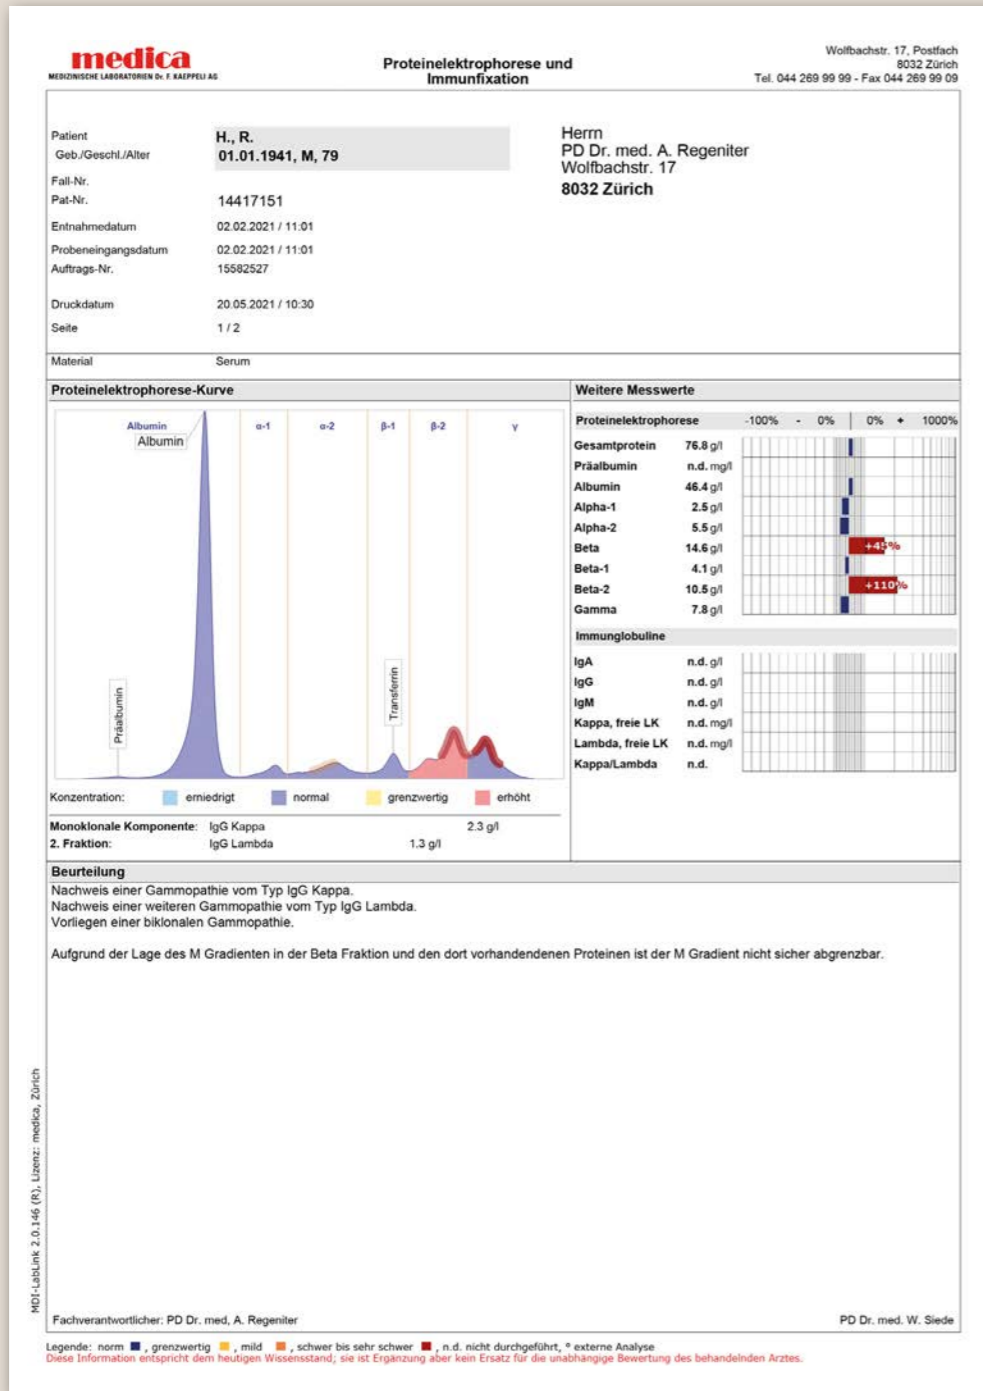 medica
MEDIZINISCHE LABORATORIEN Dr. F. KAEPPELI AG
Proteinelektrophorese und
Immunfixation
Wolfbachstr. 17, Postfach
8032 Zürich
Tel. 044 269 99 99 - Fax 044 269 99 09
Patient H., R.
Geb./Geschl./Alter 01.01.1941, M, 79
Fall-Nr.
Pat-Nr. 14417151
Entnahmedatum 02.02.2021 / 11:01
Probeneingangsdatum 02.02.2021 / 11:01
Auftrags-Nr. 15582527
Druckdatum 20.05.2021 / 10:30
Seite 1 / 2
Herrn
PD Dr. med. A. Regeniter
Wolfbachstr. 17
8032 Zürich
Material Serum
Proteinelektrophorese-Kurve
Albumin α-1 α-2 β-1 β-2 γ
Albumin
Präalbumin
Transferrin
Konzentration: erniedrigt normal grenzwertig erhöht
Monoklonale Komponente: IgG Kappa 2.3 g/l
2. Fraktion: IgG Lambda 1.3 g/l
Weitere Messwerte
Proteinelektrophorese -100% - 0% 0% + 1000%
Gesamtprotein 76.8 g/l
Präalbumin n.d. mg/l
Albumin 46.4 g/l
Alpha-1 2.5 g/l
Alpha-2 5.5 g/l
Beta 14.6 g/l +45%
Beta-1 4.1 g/l
Beta-2 10.5 g/l +110%
Gamma 7.8 g/l
Immunglobuline
IgA n.d. g/l
IgG n.d. g/l
IgM n.d. g/l
Kappa, freie LK n.d. mg/l
Lambda, freie LK n.d. mg/l
Kappa/Lambda n.d.
Beurteilung
Nachweis einer Gammopathie vom Typ IgG Kappa.
Nachweis einer weiteren Gammopathie vom Typ IgG Lambda.
Vorliegen einer biklonalen Gammopathie.
Aufgrund der Lage des M Gradienten in der Beta Fraktion und den dort vorhandendenen Proteinen ist der M Gradient nicht sicher abgrenzbar.
MDI-LabLink 2.0.146 (R), Lizenz: medica, Zürich
Fachverantwortlicher: PD Dr. med, A. Regeniter PD Dr. med. W. Siede
Legende: norm , grenzwertig , mild , schwer bis sehr schwer , n.d. nicht durchgeführt, ° externe Analyse
Diese Information entspricht dem heutigen Wissensstand; sie ist Ergänzung aber kein Ersatz für die unabhängige Bewertung des behandelnden Arztes.